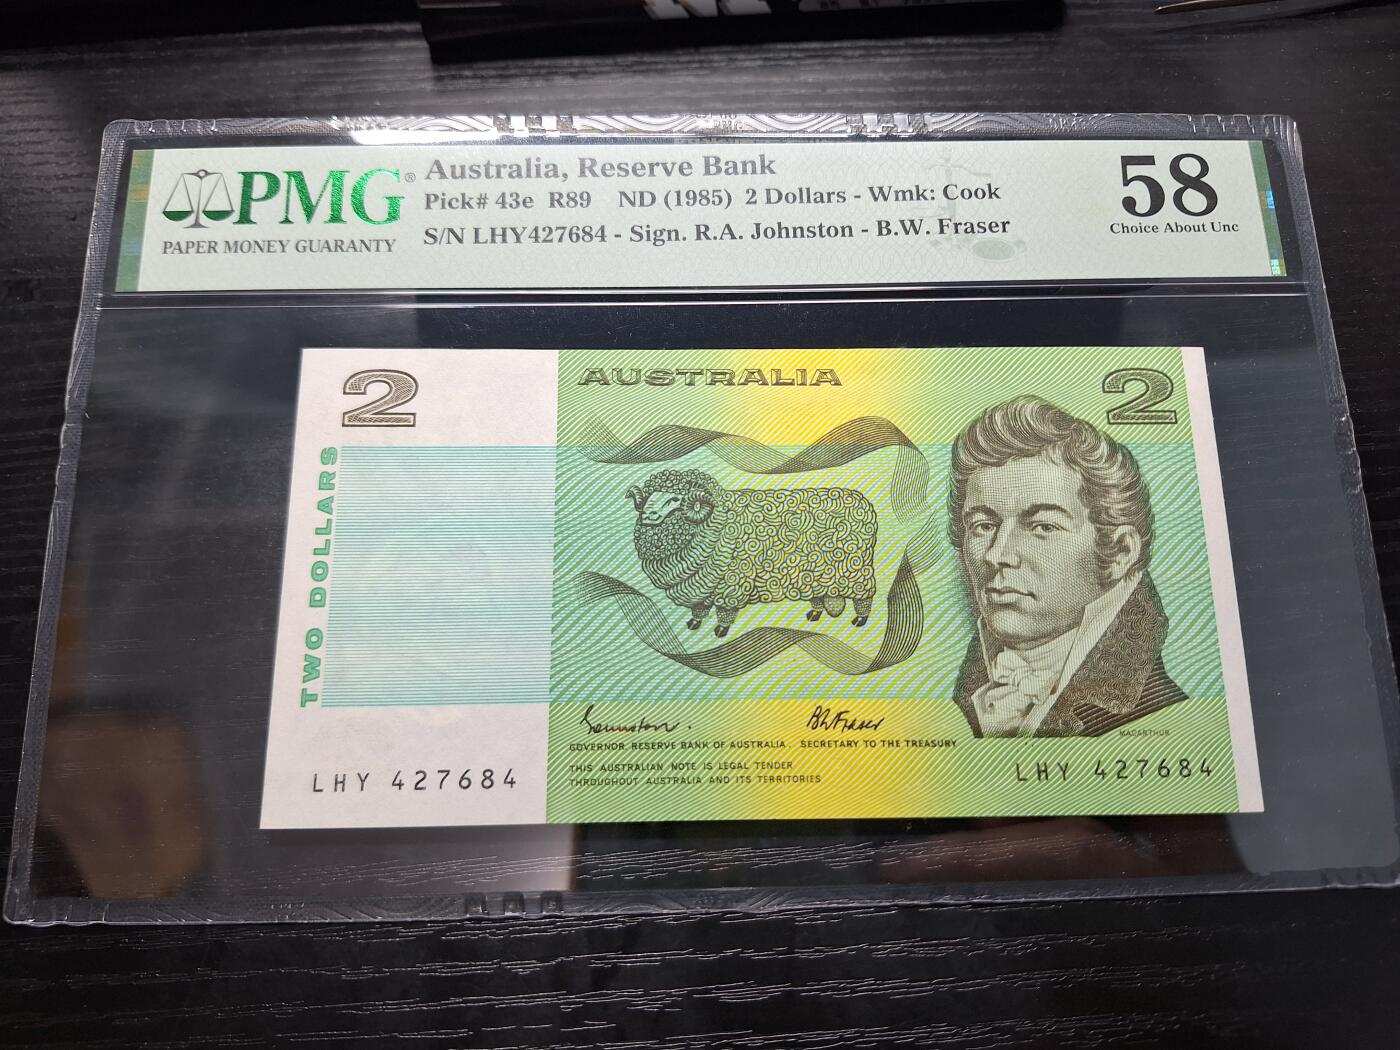 PMG®
PAPER MONEY GUARANTY
Australia, Reserve Bank
Pick# 43e R89 ND (1985) 2 Dollars - Wmk: Cook
S/N LHY427684 - Sign. R.A. Johnston - B.W. Fraser
58
Choice About Unc
2
AUSTRALIA
2
TWO DOLLARS
Johnston.
BWFraser
GOVERNOR, RESERVE BANK OF AUSTRALIA. SECRETARY TO THE TREASURY
THIS AUSTRALIAN NOTE IS LEGAL TENDER
THROUGHOUT AUSTRALIA AND ITS TERRITORIES
MACARTHUR
LHY 427684
LHY 427684